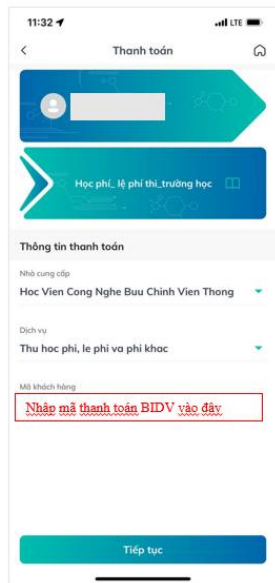 11:32
LTE
Thanh toán
Học phí_ lệ phí thi_trường học
Thông tin thanh toán
Nhà cung cấp
Hoc Vien Cong Nghe Buu Chinh Vien Thong
Dịch vụ
Thu hoc phi, le phi va phi khac
Mã khách hàng
Nhập mã thanh toán BIDV vào đây
Tiếp tục